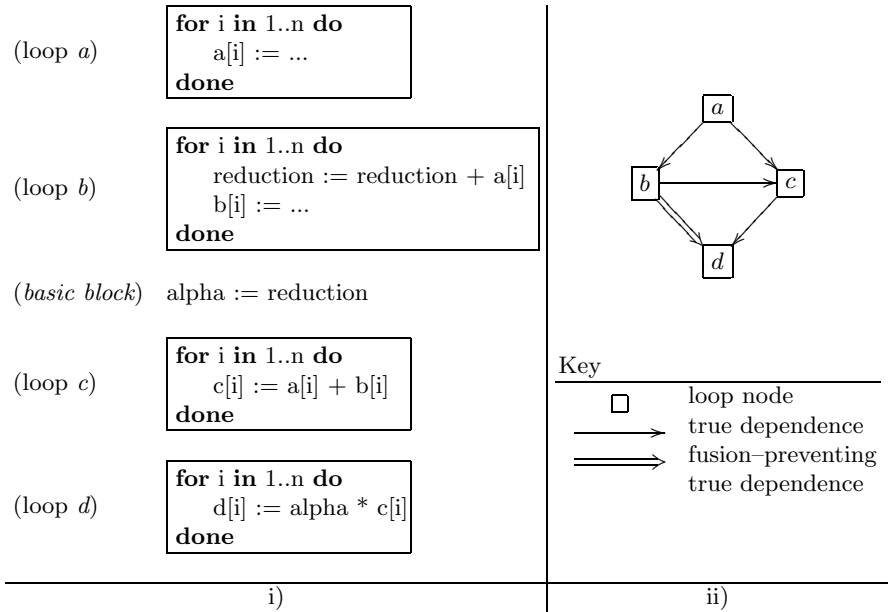 (loop a)
for i in 1..n do
a[i] := ...
done
(loop b)
for i in 1..n do
reduction := reduction + a[i]
b[i] := ...
done
(basic block) alpha := reduction
(loop c)
for i in 1..n do
c[i] := a[i] + b[i]
done
(loop d)
for i in 1..n do
d[i] := alpha * c[i]
done
i)
a
b
c
d
Key
loop node
true dependence
fusion–preventing
true dependence
ii)